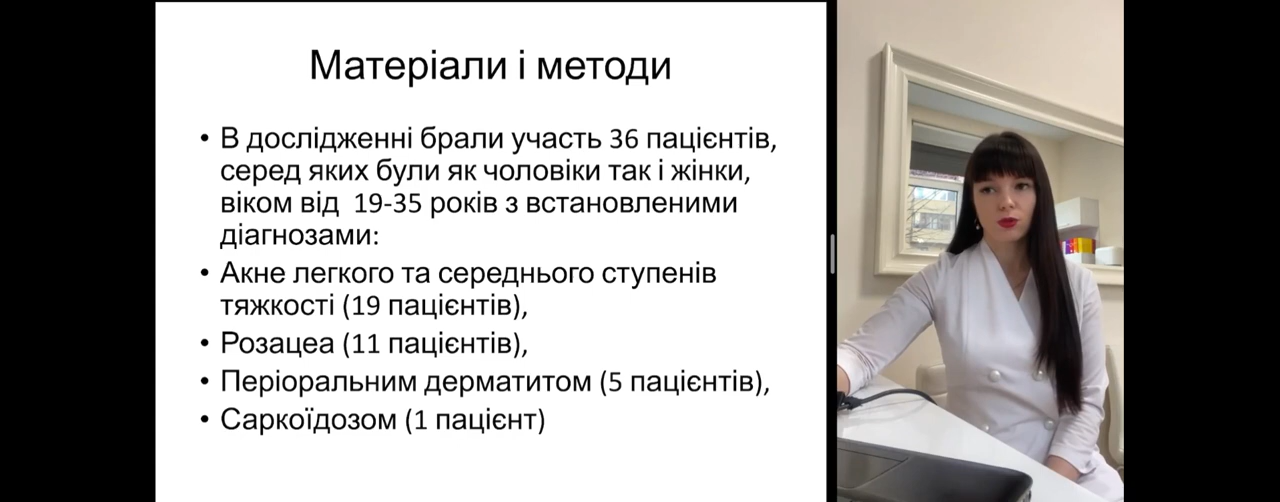 Матеріали і методи
• В дослідженні брали участь 36 пацієнтів,
серед яких були як чоловіки так і жінки,
віком від  19-35 років з встановленими
діагнозами:
• Акне легкого та середнього ступенів
тяжкості (19 пацієнтів),
• Розацеа (11 пацієнтів),
• Періоральним дерматитом (5 пацієнтів),
• Саркоїдозом (1 пацієнт)